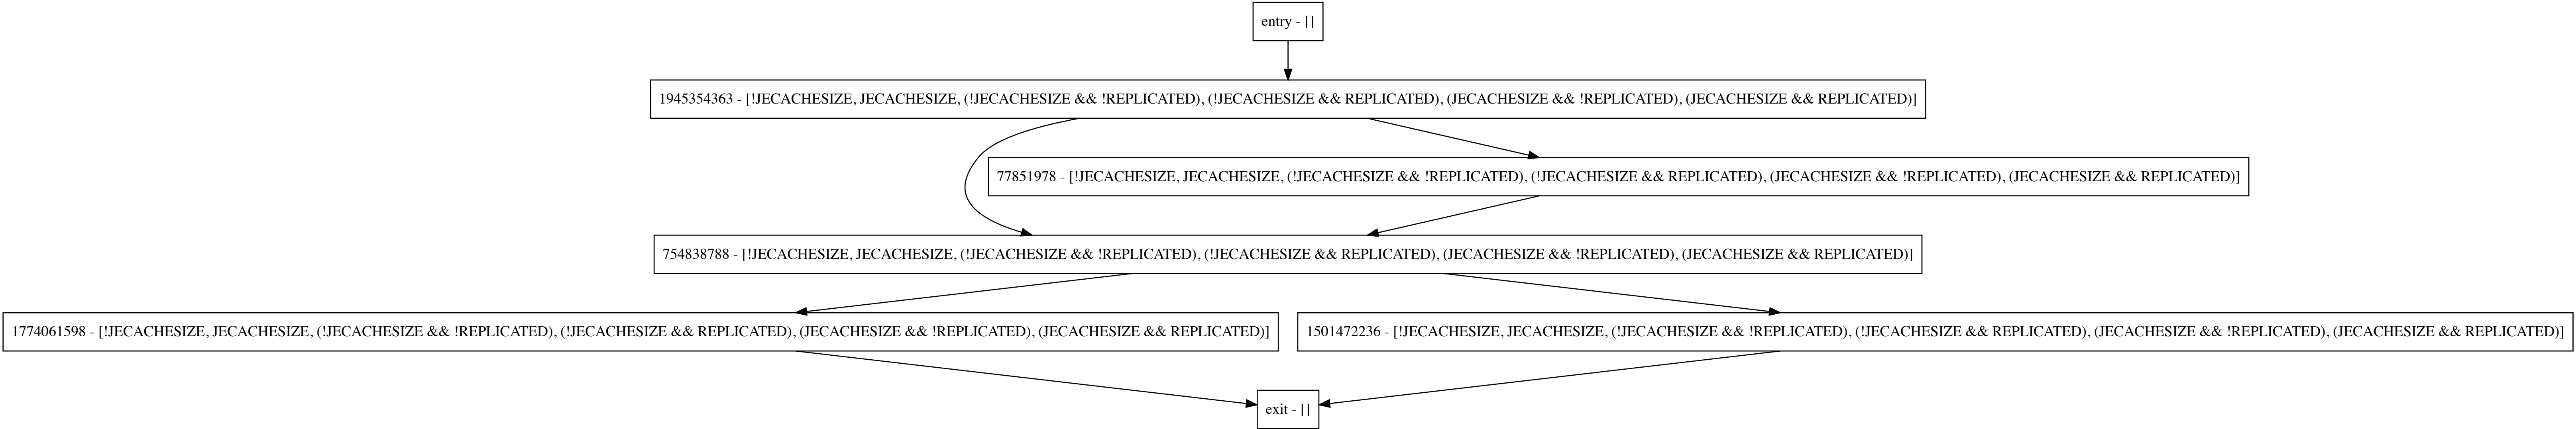 entry - []
1945354363 - [!JECACHESIZE, JECACHESIZE, (!JECACHESIZE && !REPLICATED), (!JECACHESIZE && REPLICATED), (JECACHESIZE && !REPLICATED), (JECACHESIZE && REPLICATED)]
77851978 - [!JECACHESIZE, JECACHESIZE, (!JECACHESIZE && !REPLICATED), (!JECACHESIZE && REPLICATED), (JECACHESIZE && !REPLICATED), (JECACHESIZE && REPLICATED)]
754838788 - [!JECACHESIZE, JECACHESIZE, (!JECACHESIZE && !REPLICATED), (!JECACHESIZE && REPLICATED), (JECACHESIZE && !REPLICATED), (JECACHESIZE && REPLICATED)]
1774061598 - [!JECACHESIZE, JECACHESIZE, (!JECACHESIZE && !REPLICATED), (!JECACHESIZE && REPLICATED), (JECACHESIZE && !REPLICATED), (JECACHESIZE && REPLICATED)]
1501472236 - [!JECACHESIZE, JECACHESIZE, (!JECACHESIZE && !REPLICATED), (!JECACHESIZE && REPLICATED), (JECACHESIZE && !REPLICATED), (JECACHESIZE && REPLICATED)]
exit - []